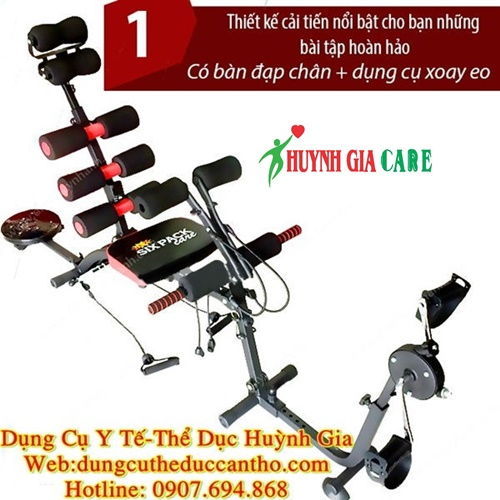 1
Thiết kế cải tiến nổi bật cho bạn những
bài tập hoàn hảo
Có bàn đạp chân + dụng cụ xoay eo
HUYNH GIA CARE
SIX PACK
care
Dụng Cụ Y Tế-Thể Dục Huỳnh Gia
Web:dungcutheduccantho.com
Hotline: 0907.694.868